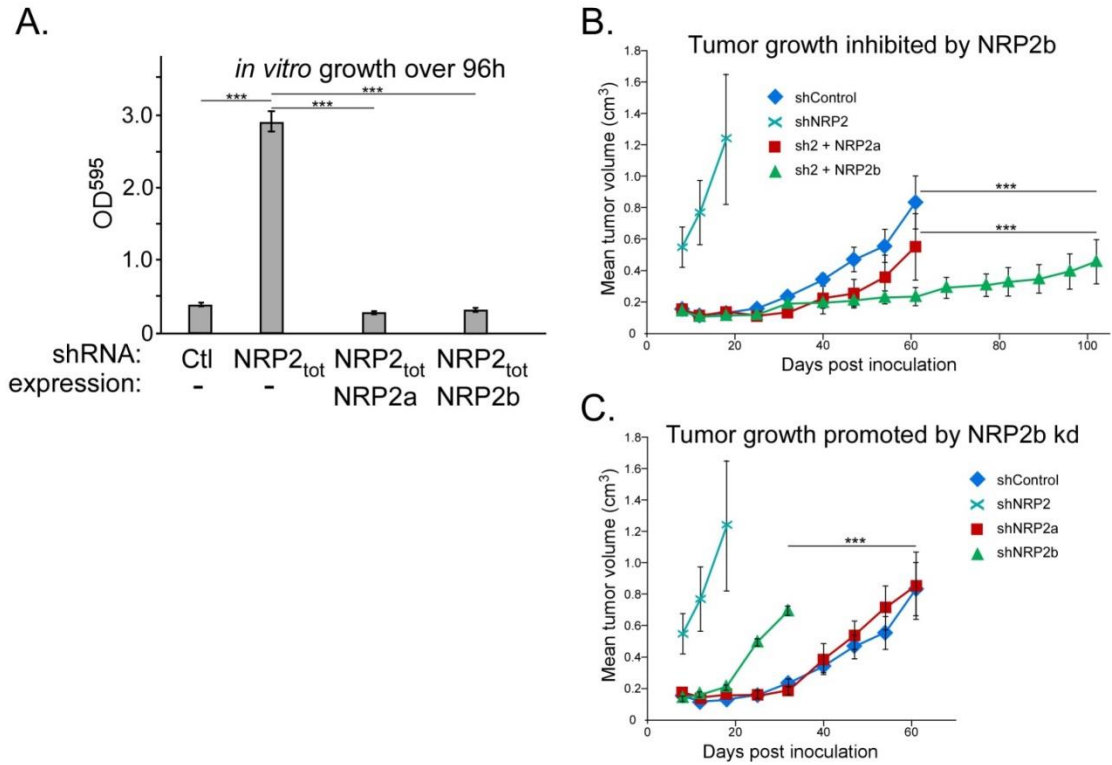 A.
in vitro growth over 96h
***
***
***
OD595
3.0
2.0
1.0
0
shRNA: Ctl NRP2tot NRP2tot NRP2tot
expression: - - NRP2a NRP2b
B.
Tumor growth inhibited by NRP2b
Mean tumor volume (cm3)
1.8
1.6
1.4
1.2
1.0
0.8
0.6
0.4
0.2
0
shControl
shNRP2
sh2 + NRP2a
sh2 + NRP2b
***
***
0 20 40 60 80 100
Days post inoculation
C.
Tumor growth promoted by NRP2b kd
Mean tumor volume (cm3)
1.8
1.6
1.4
1.2
1.0
0.8
0.6
0.4
0.2
0
shControl
shNRP2
shNRP2a
shNRP2b
***
0 20 40 60
Days post inoculation